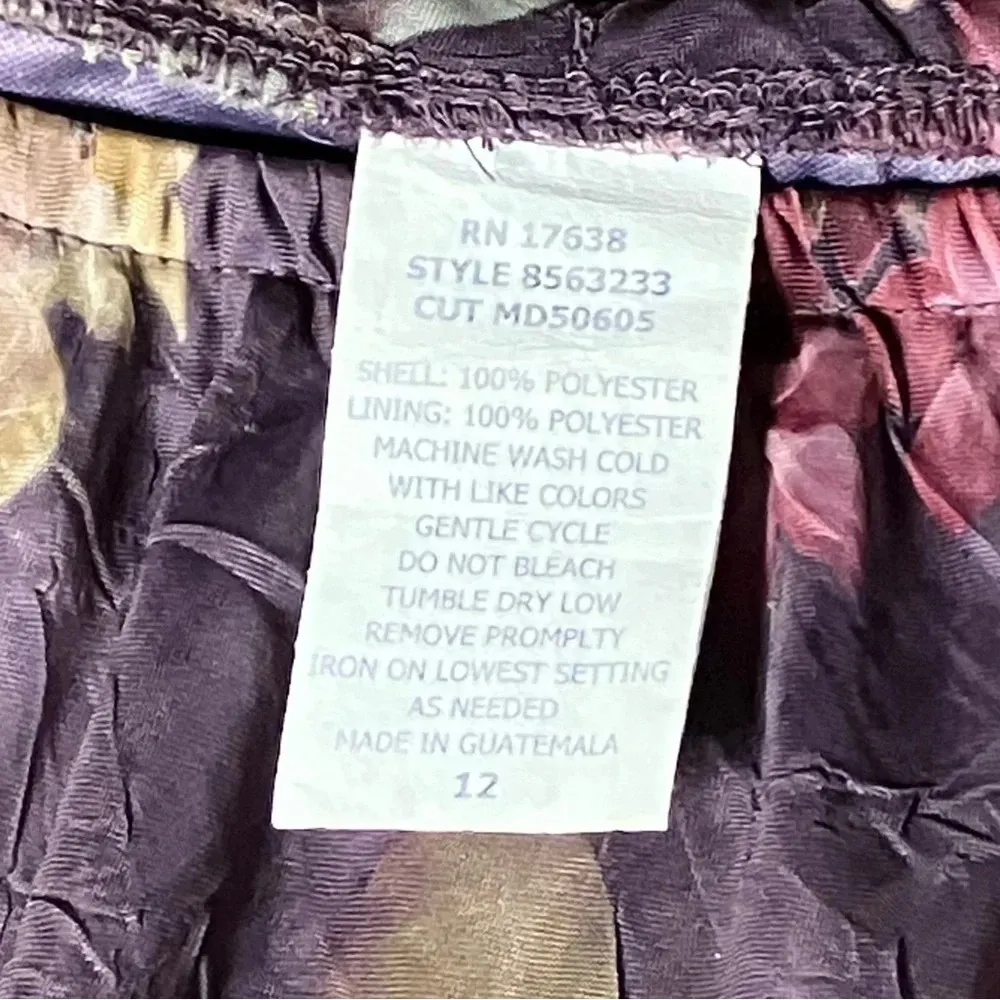 RN 17638
STYLE 8563233
CUT MD50605
SHELL: 100% POLYESTER
LINING: 100% POLYESTER
MACHINE WASH COLD
WITH LIKE COLORS
GENTLE CYCLE
DO NOT BLEACH
TUMBLE DRY LOW
REMOVE PROMPLTY
IRON ON LOWEST SETTING
AS NEEDED
MADE IN GUATEMALA
12